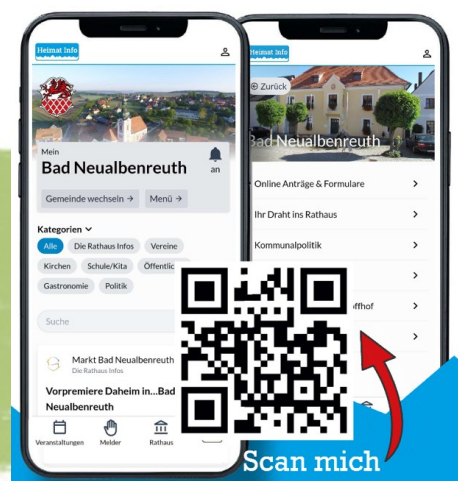 Heimat Info
Mein
Bad Neualbenreuth
an
Gemeinde wechseln →
Menü →
Kategorien
Alle
Die Rathaus Infos
Vereine
Kirchen
Schule/Kita
Gastronomie
Politik
Suche
Markt Bad Neualbenreuth
Die Rathaus Infos
Vorpremiere Daheim in...Bad
Neualbenreuth
Veranstaltungen
Melder
Rathaus
Heimat Info
Zurück
Bad Neualbenreuth
Online Anträge & Formulare
Ihr Draht ins Rathaus
Kommunalpolitik
Scan mich